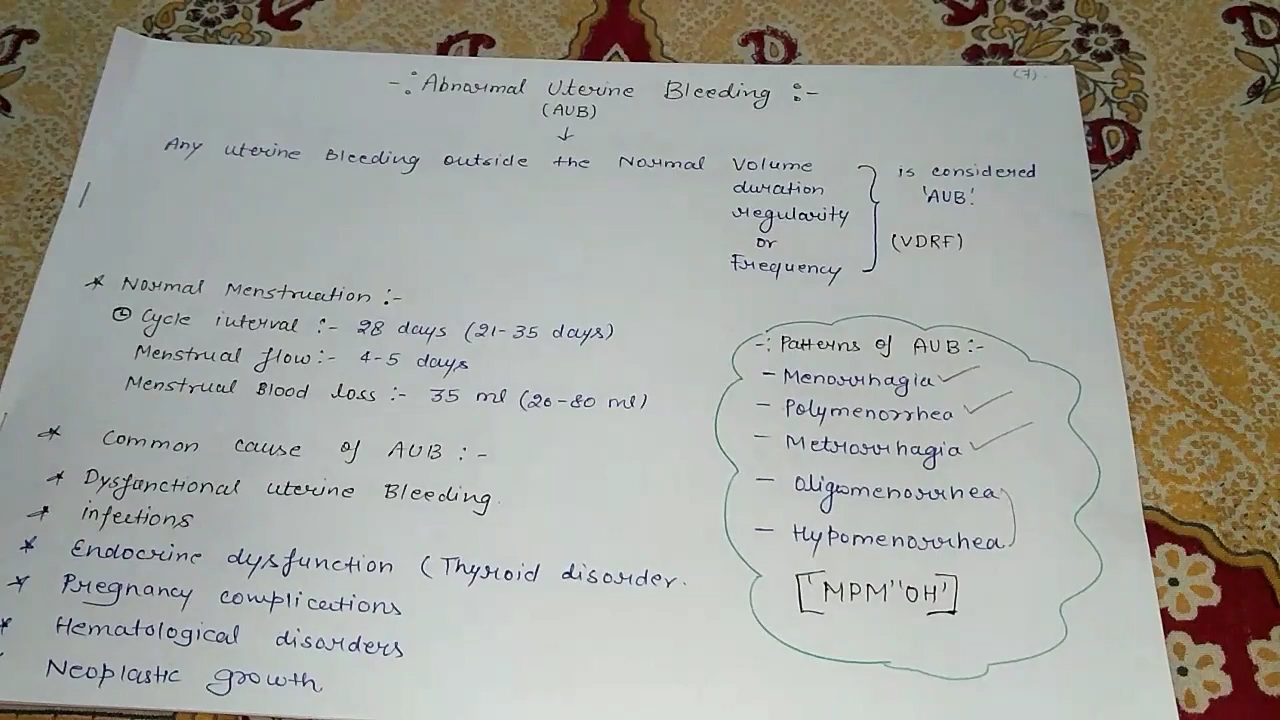 (7).
-:Abnormal Uterine Bleeding :-
(AUB)
↓
Any uterine Bleeding outside the Normal Volume
duration
regularity
or
Frequency
is considered
'AUB'.
(VDRF)
* Normal Menstruation :-
Cycle interval :- 28 days (21-35 days)
Menstrual flow:- 4-5 days
Menstrual Blood loss :- 35 ml (20-80 ml)
* Common cause of AUB :-
* Dysfunctional uterine Bleeding.
* infections
* Endocrine dysfunction (Thyroid disorder.
* Pregnancy complications
* Hematological disorders
Neoplastic growth
-: Patterns of AUB:-
- Menorrhagia ✓
- Polymenorrhea ✓
- Metrorrhagia ✓
- Oligomenorrhea
- Hypomenorrhea
["MPM"OH"]